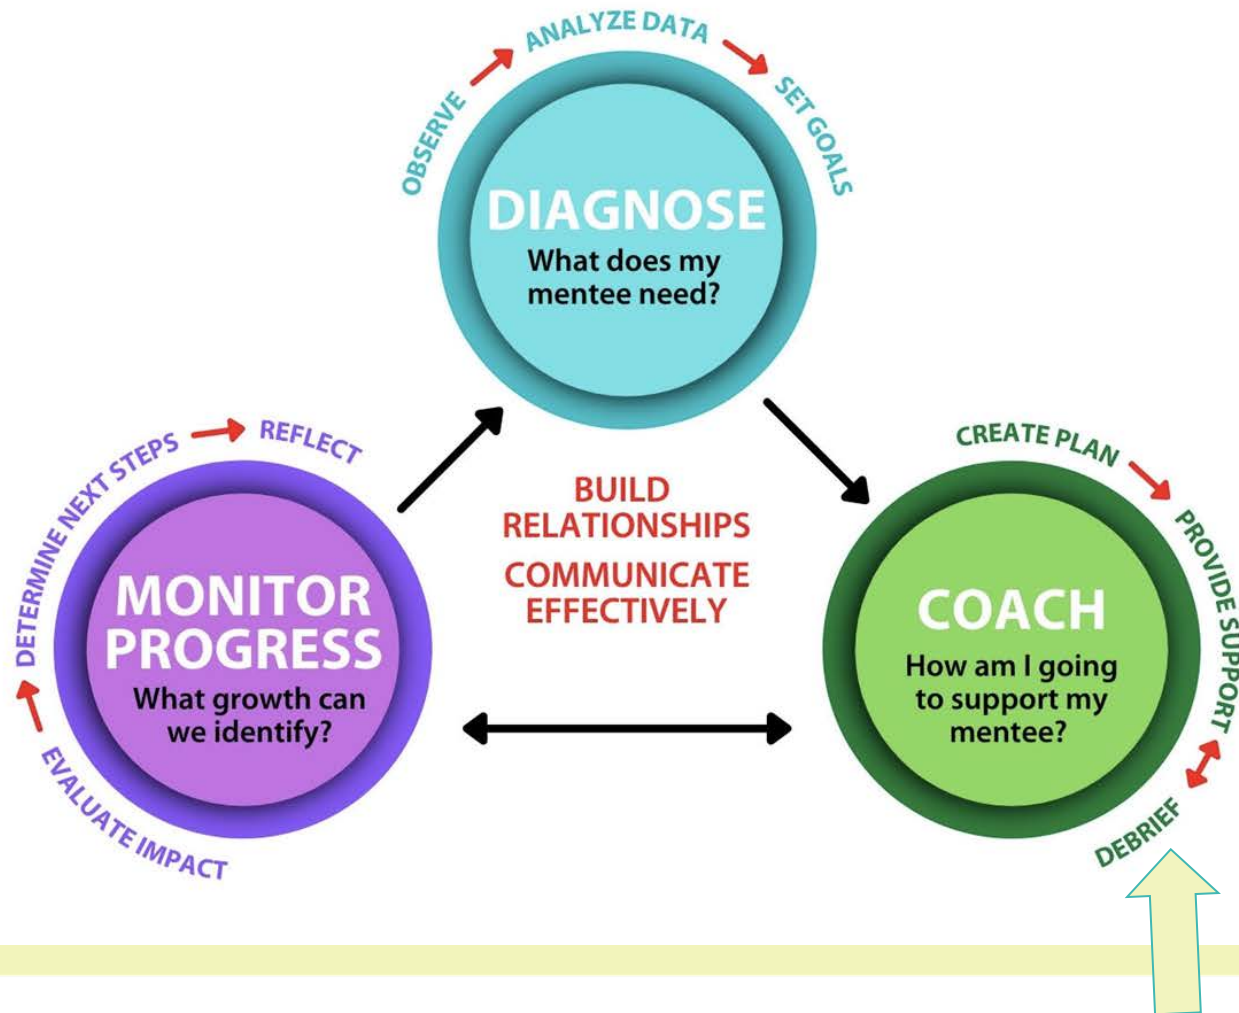 OBSERVE
ANALYZE DATA
SET GOALS
DIAGNOSE
What does my
mentee need?
BUILD
RELATIONSHIPS
COMMUNICATE
EFFECTIVELY
CREATE PLAN
PROVIDE SUPPORT
DEBRIEF
COACH
How am I going
to support my
mentee?
EVALUATE IMPACT
DETERMINE NEXT STEPS
REFLECT
MONITOR
PROGRESS
What growth can
we identify?